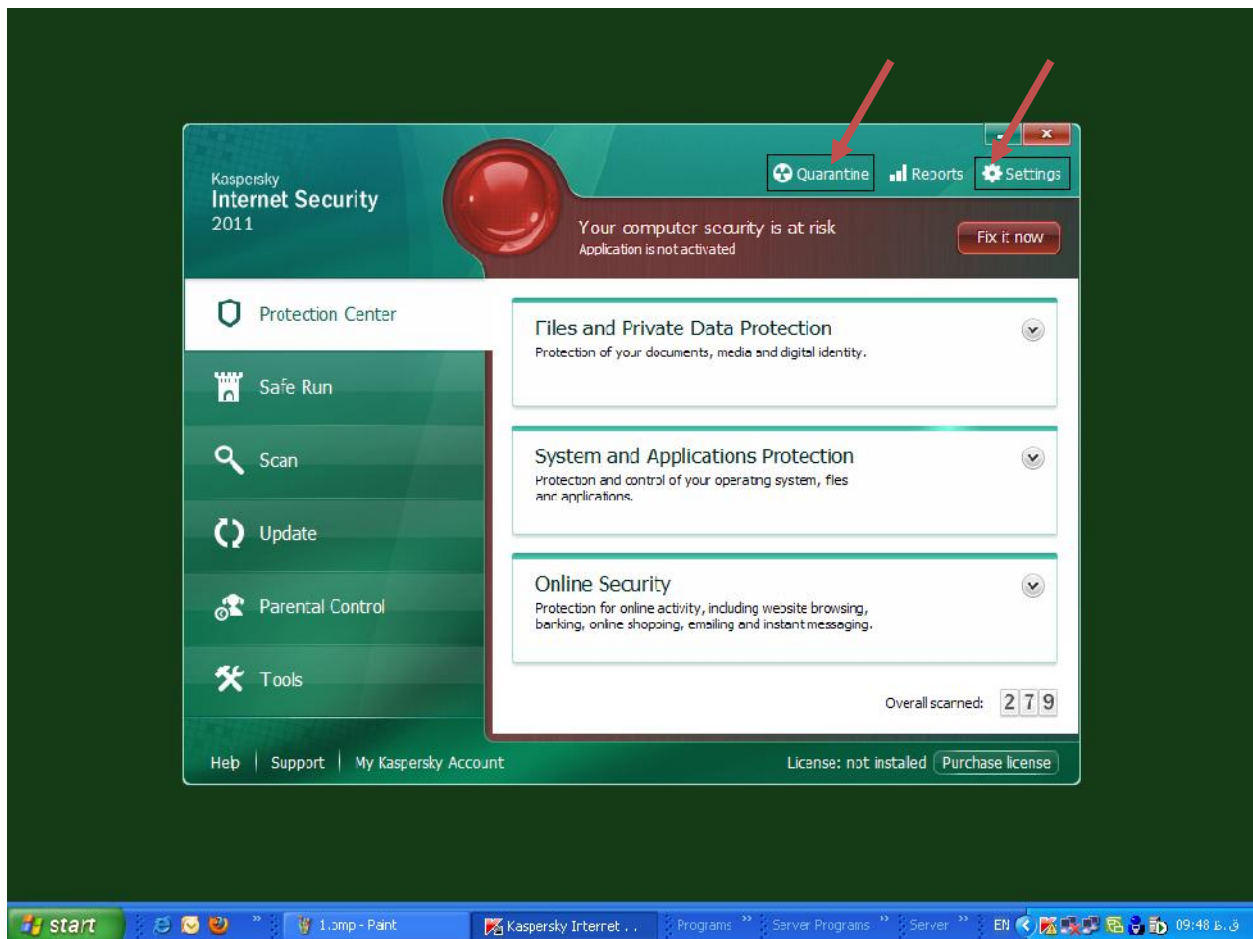 Kaspersky
Internet Security
2011
Quarantine
Reports
Settings
Your computer security is at risk
Application is not activated
Fix it now
Protection Center
Safe Run
Scan
Update
Parental Control
Tools
Files and Private Data Protection
Protection of your documents, media and digital identity.
System and Applications Protection
Protection and control of your operating system, files
and applications.
Online Security
Protection for online activity, including website browsing,
banking, online shopping, emailing and instant messaging.
Overall scanned: 279
Help | Support | My Kaspersky Account
License: not installed Purchase license
start
1.bmp - Paint
Kaspersky Internet . . .
Programs »
Server Programs »
Server »
EN
09:48 ق.ظ